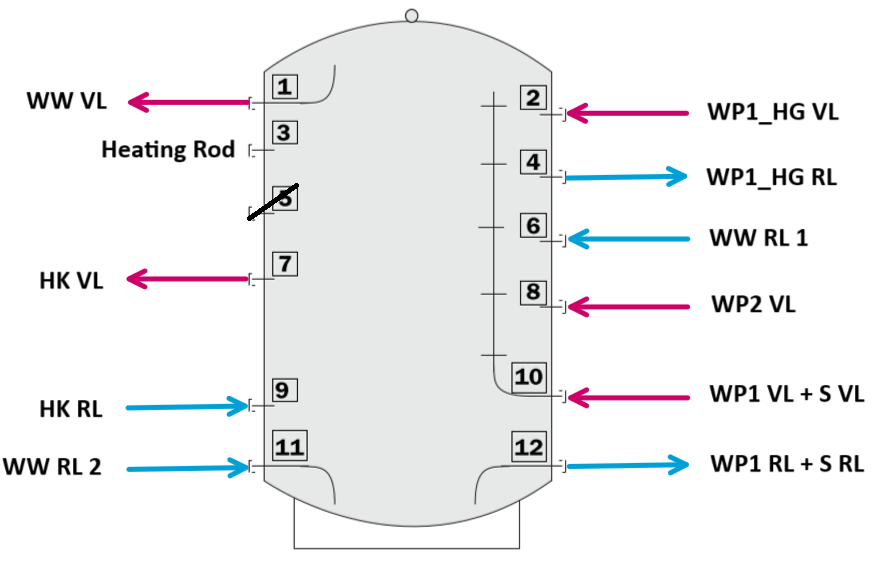 WW VL
1
2
WP1_HG VL
Heating Rod
3
4
WP1_HG RL
5
6
WW RL 1
HK VL
7
8
WP2 VL
HK RL
9
10
WP1 VL + S VL
WW RL 2
11
12
WP1 RL + S RL